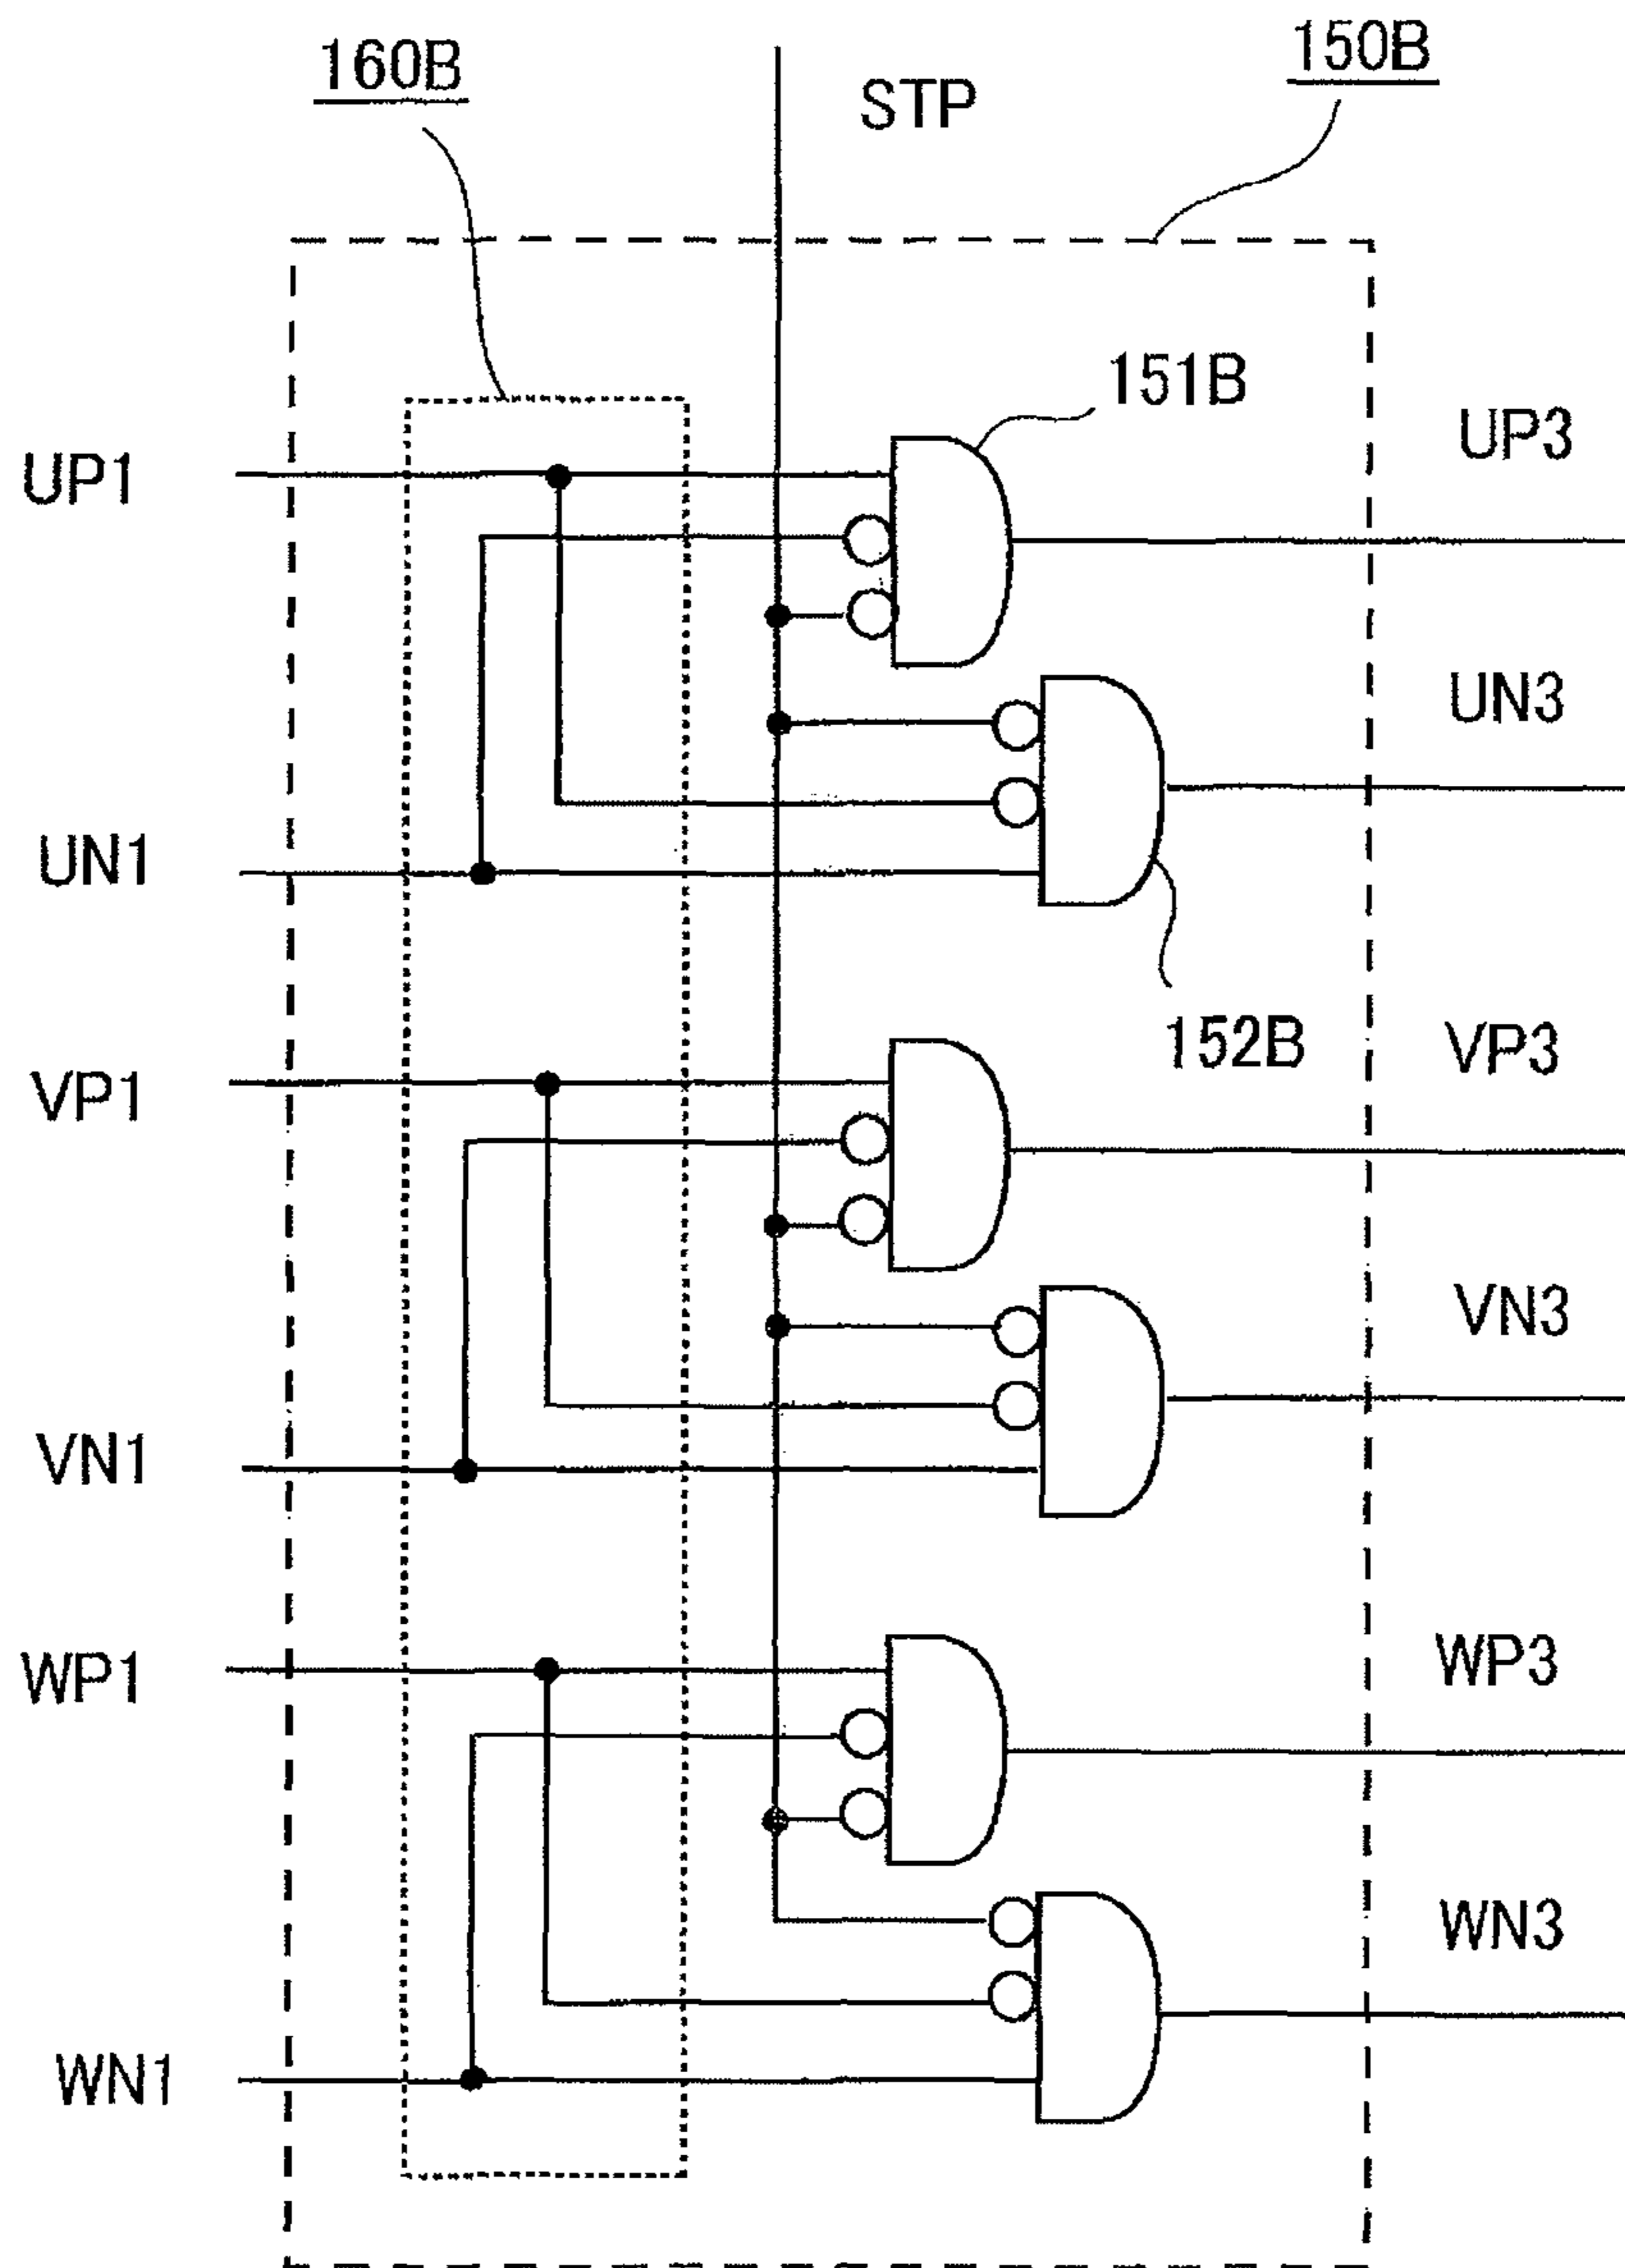 160B
150B
STP
151B
UP3
UP1
UN3
UN1
152B
VP3
VP1
VN3
VN1
WP3
WP1
WN3
WN1